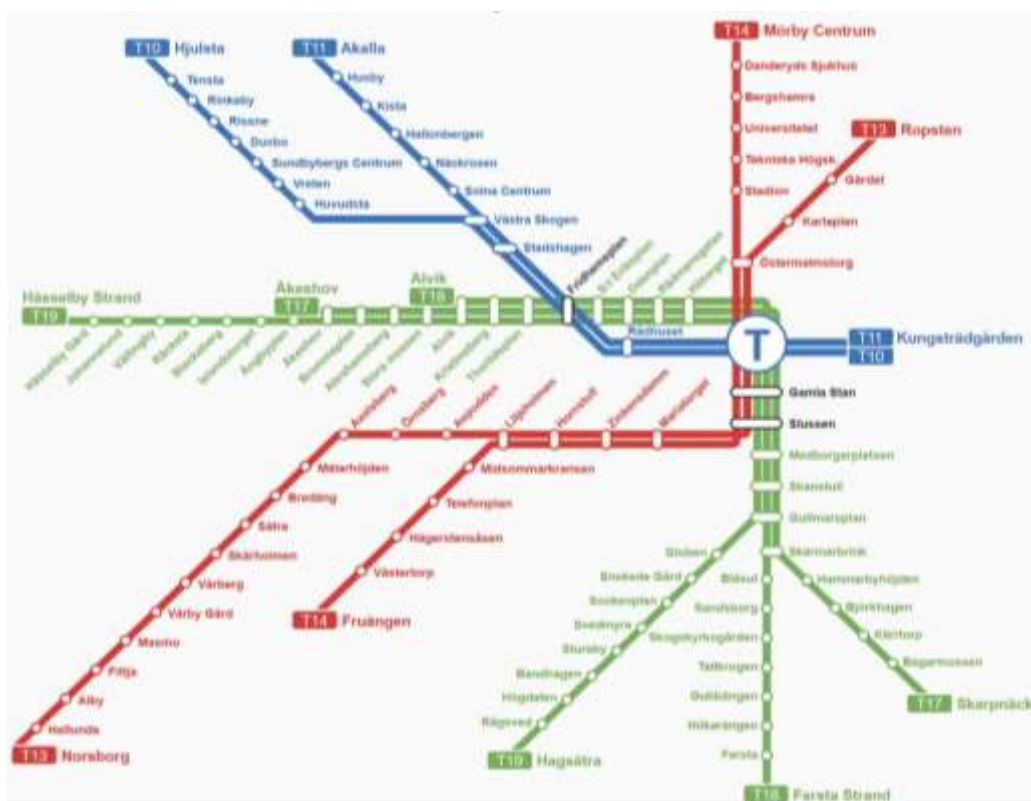 T10 Hjulsta
Tensta
Rinkeby
Rissne
Duvbo
Sundbybergs Centrum
Vreten
Huvudsta
T11 Akalla
Husby
Kista
Hallonbergen
Näckrosen
Solna Centrum
Västra Skogen
Stadshagen
Fridhemsplan
Rådhuset
T14 Mörby Centrum
Danderyds Sjukhus
Bergshamra
Universitetet
Tekniska Högsk.
Stadion
T13 Ropsten
Gärdet
Karlaplan
Östermalmstorg
S:t Eriksplan
Odenplan
Rådmansgatan
Hötorget
Hässelby Strand
T19
Hässelby Gård
Johannelund
Vällingby
Råcksta
Blackeberg
Islandstorget
Ängbyplan
Åkeshov
T17
Åkeshov
Brommaplan
Abrahamsberg
Stora mossen
Alvik
T18
Alvik
Kristineberg
Thorildsplan
T
T11
T10
Kungsträdgården
Gamla Stan
Slussen
Medborgarplatsen
Skanstull
Gullmarsplan
Skärmarbrink
Axelsberg
Örnsberg
Aspudden
Liljeholmen
Hornstull
Zinkensdamm
Mariatorget
Mälarhöjden
Bredäng
Sätra
Skärholmen
Vårberg
Vårby Gård
Masmo
Fittja
Alby
Hallunda
T13 Norsborg
Midsommarkransen
Telefonplan
Hägerstensåsen
Västertorp
T14 Fruängen
Globen
Enskede Gård
Sockenplan
Svedmyra
Stureby
Bandhagen
Högdalen
Rågsved
T19 Hagsätra
Blåsut
Sandsborg
Skogskyrkogården
Tallkrogen
Gubbängen
Hökarängen
Farsta
T18 Farsta Strand
Hammarbyhöjden
Björkhagen
Kärrtorp
Bagarmossen
T17 Skarpnäck